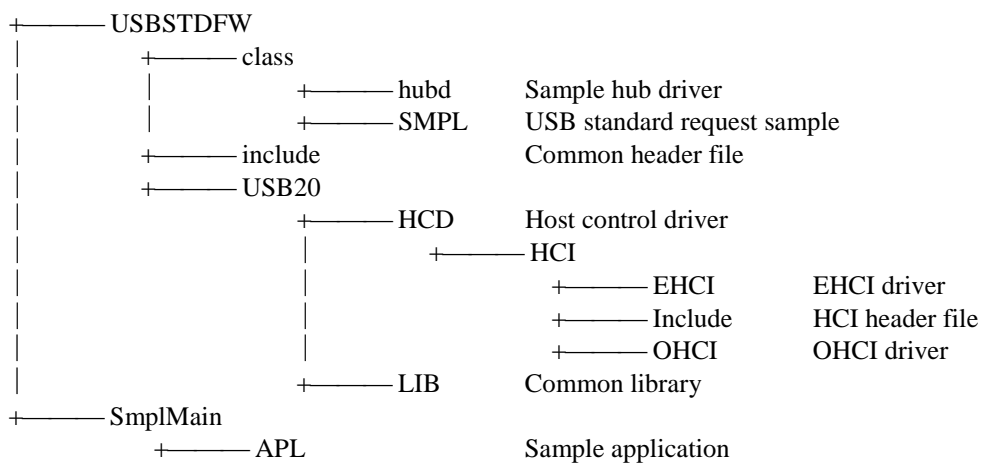 USBSTDFW
class
hubd Sample hub driver
SMPL USB standard request sample
include Common header file
USB20
HCD Host control driver
HCI
EHCI EHCI driver
Include HCI header file
OHCI OHCI driver
LIB Common library
SmplMain
APL Sample application